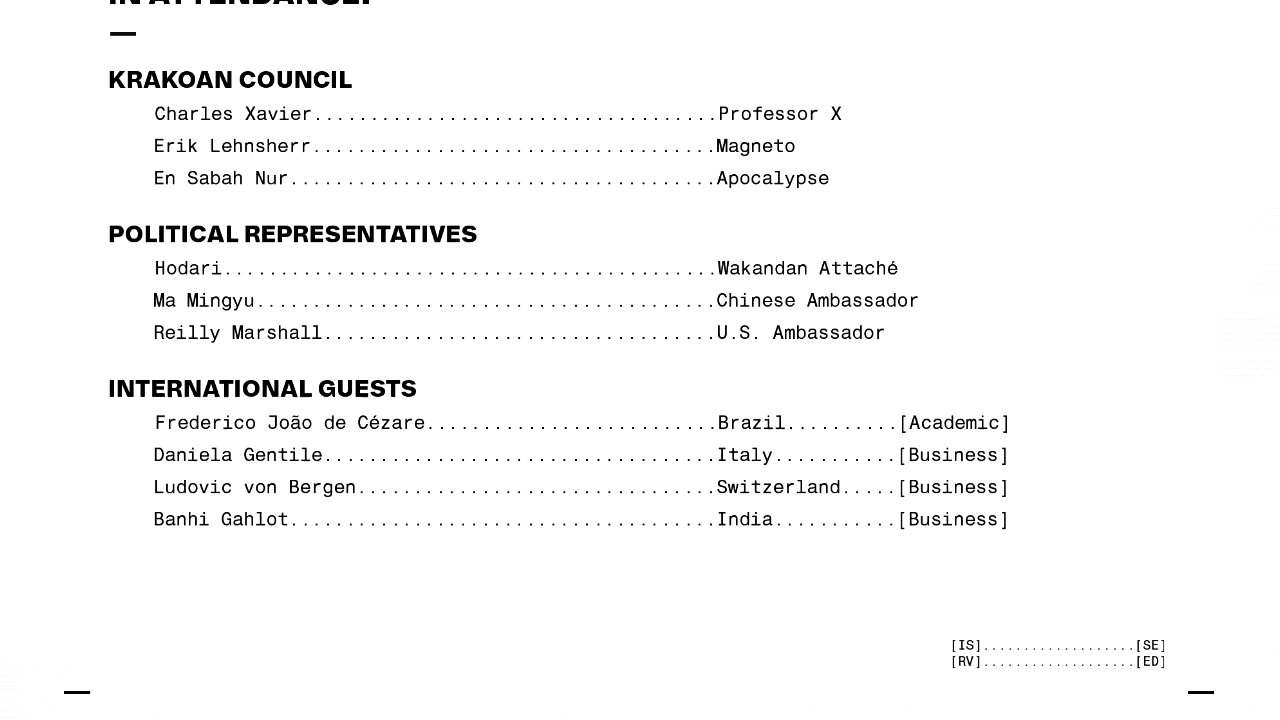 IN ATTENDANCE:
KRAKOAN COUNCIL
Charles Xavier....................................Professor X
Erik Lehnsherr....................................Magneto
En Sabah Nur......................................Apocalypse
POLITICAL REPRESENTATIVES
Hodari............................................Wakandan Attaché
Ma Mingyu.........................................Chinese Ambassador
Reilly Marshall...................................U.S. Ambassador
INTERNATIONAL GUESTS
Frederico João de Cézare..........................Brazil..........[Academic]
Daniela Gentile...................................Italy...........[Business]
Ludovic von Bergen................................Switzerland.....[Business]
Banhi Gahlot......................................India...........[Business]
[IS]...................[SE]
[RV]...................[ED]